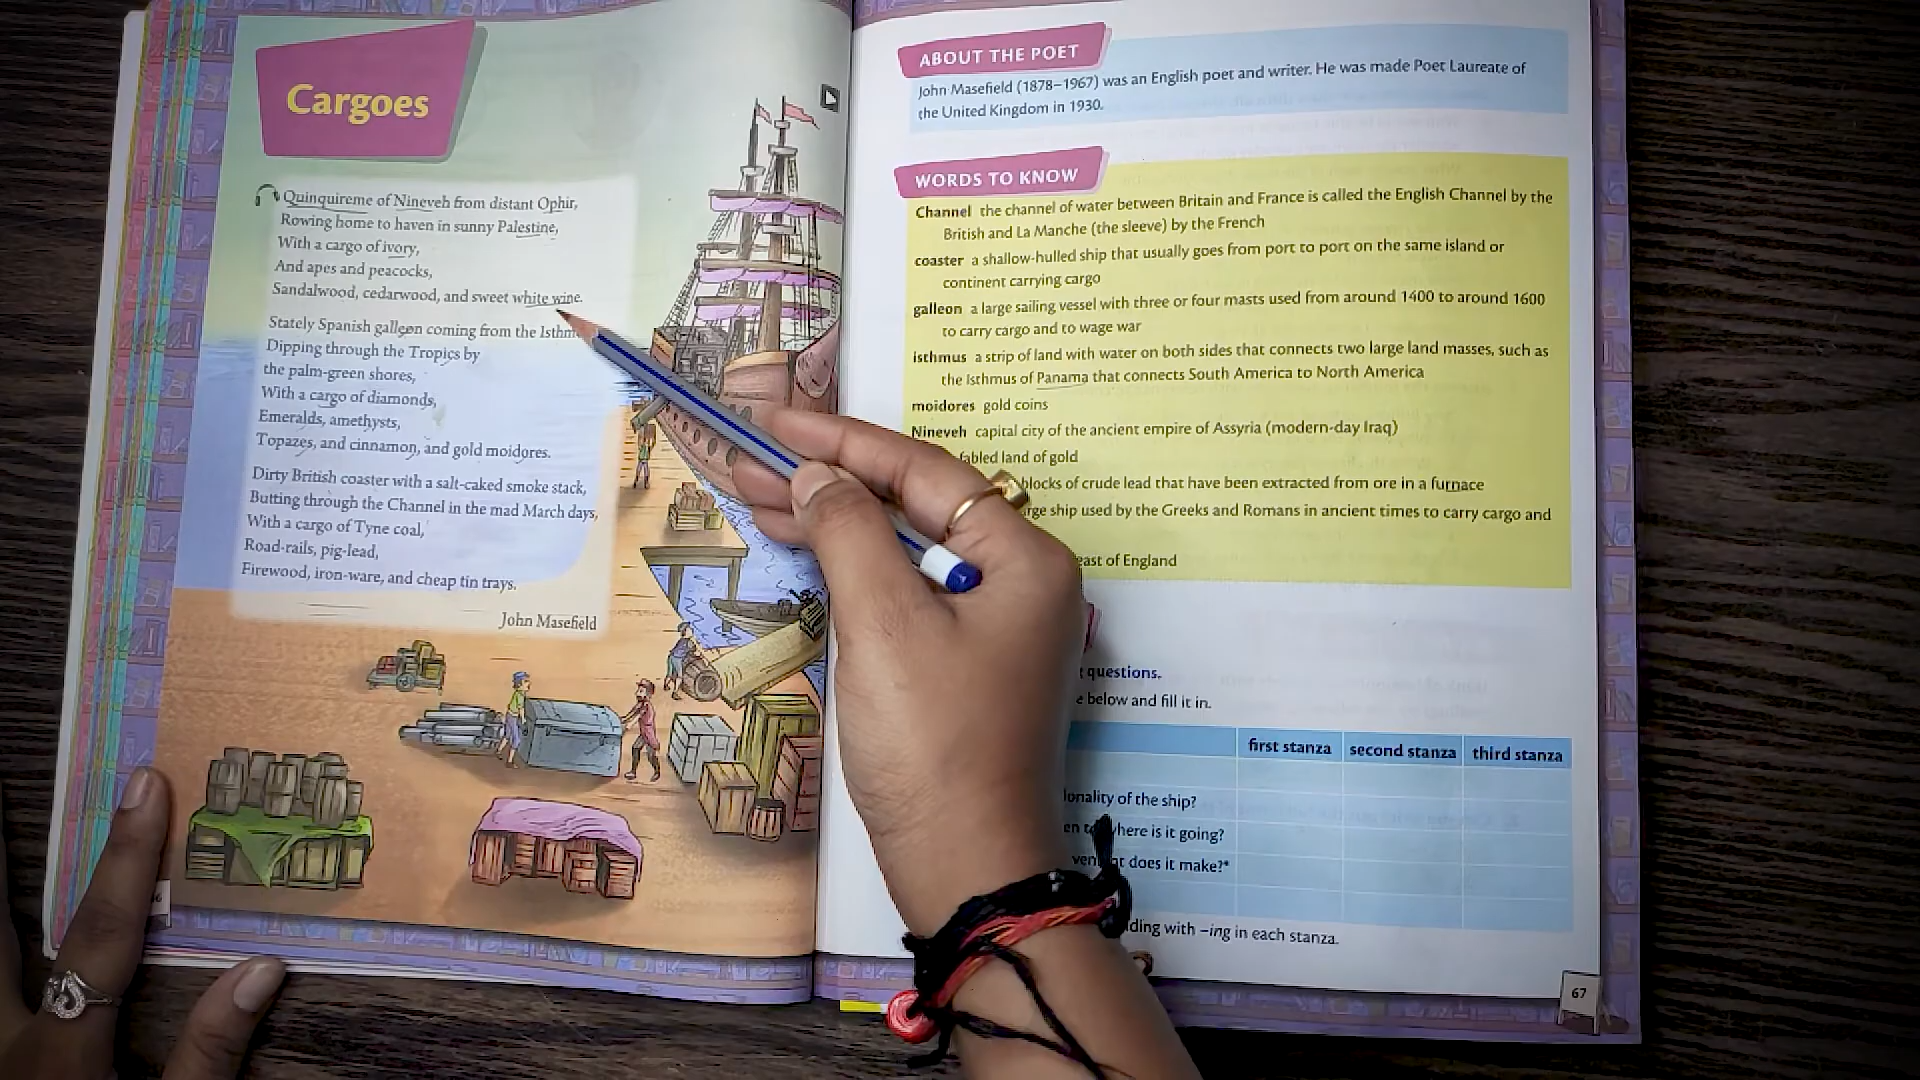 Cargoes
Quinquireme of Nineveh from distant Ophir,
Rowing home to haven in sunny Palestine,
With a cargo of ivory,
And apes and peacocks,
Sandalwood, cedarwood, and sweet white wine.
Stately Spanish galleon coming from the
Dipping through the Tropics by
the palm-green shores,
With a cargo of diamonds,
Emeralds, amethysts,
Topazes, and cinnamon, and gold moidores.
Dirty British coaster with a salt-caked smoke stack,
Butting through the Channel in the mad March days,
With a cargo of Tyne coal,
Road-rails, pig-lead,
Firewood, iron-ware, and cheap tin trays.
John Masefield
ABOUT THE POET
John Masefield (1878–1967) was an English poet and writer. He was made Poet Laureate of
the United Kingdom in 1930.
WORDS TO KNOW
Channel the channel of water between Britain and France is called the English Channel by the
British and La Manche (the sleeve) by the French
coaster a shallow-hulled ship that usually goes from port to port on the same island or
continent carrying cargo
galleon a large sailing vessel with three or four masts used from around 1400 to around 1600
to carry cargo and to wage war
isthmus a strip of land with water on both sides that connects two large land masses, such as
the Isthmus of Panama that connects South America to North America
moidores gold coins
Nineveh capital city of the ancient empire of Assyria (modern-day Iraq)
land of gold
blocks of crude lead that have been extracted from ore in a furnace
ship used by the Greeks and Romans in ancient times to carry cargo and
of England
questions.
below and fill it in.
first stanza second stanza third stanza
of the ship?
where is it going?
does it make?*
with –ing in each stanza.
67